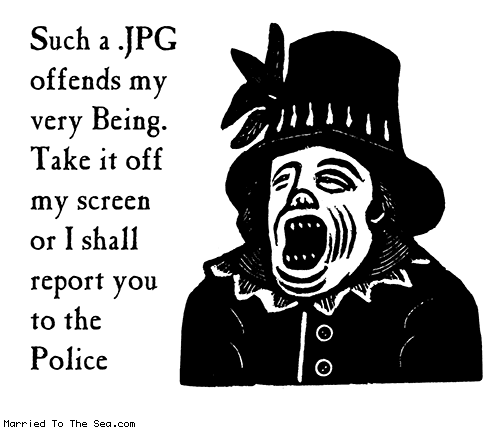 Such a .JPG
offends my
very Being.
Take it off
my screen
or I shall
report you
to the
Police
Married To The Sea.com